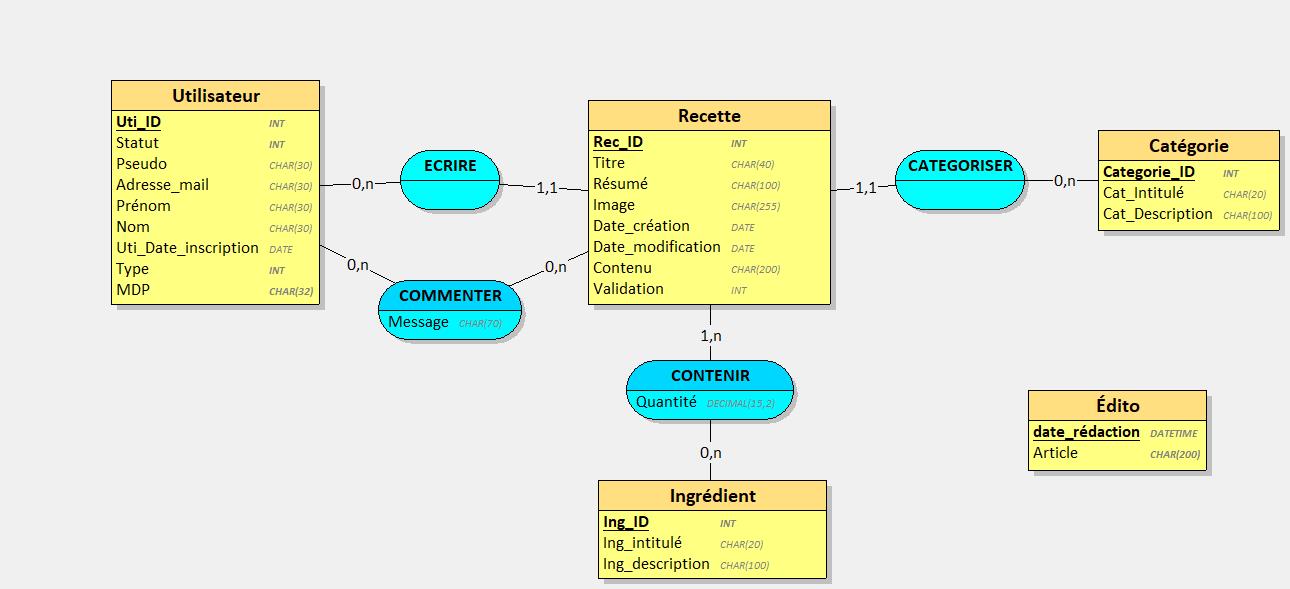 Utilisateur
Uti_ID INT
Statut INT
Pseudo CHAR(30)
Adresse_mail CHAR(30)
Prénom CHAR(30)
Nom CHAR(30)
Uti_Date_inscription DATE
Type INT
MDP CHAR(32)
0,n
ECRIRE
1,1
0,n
COMMENTER
Message CHAR(70)
0,n
Recette
Rec_ID INT
Titre CHAR(40)
Résumé CHAR(100)
Image CHAR(255)
Date_création DATE
Date_modification DATE
Contenu CHAR(200)
Validation INT
1,1
CATEGORISER
0,n
Catégorie
Categorie_ID INT
Cat_Intitulé CHAR(20)
Cat_Description CHAR(100)
1,n
CONTENIR
Quantité DECIMAL(15,2)
0,n
Ingrédient
Ing_ID INT
Ing_intitulé CHAR(20)
Ing_description CHAR(100)
Édito
date_rédaction DATETIME
Article CHAR(200)